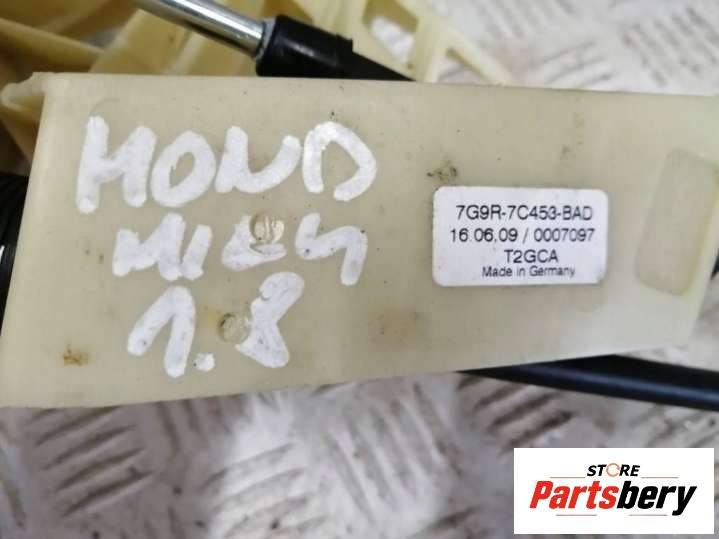 MOND
MK4
1.8
7G9R-7C453-BAD
16.06.09 / 0007097
T2GCA
Made in Germany
STORE
Partsbery